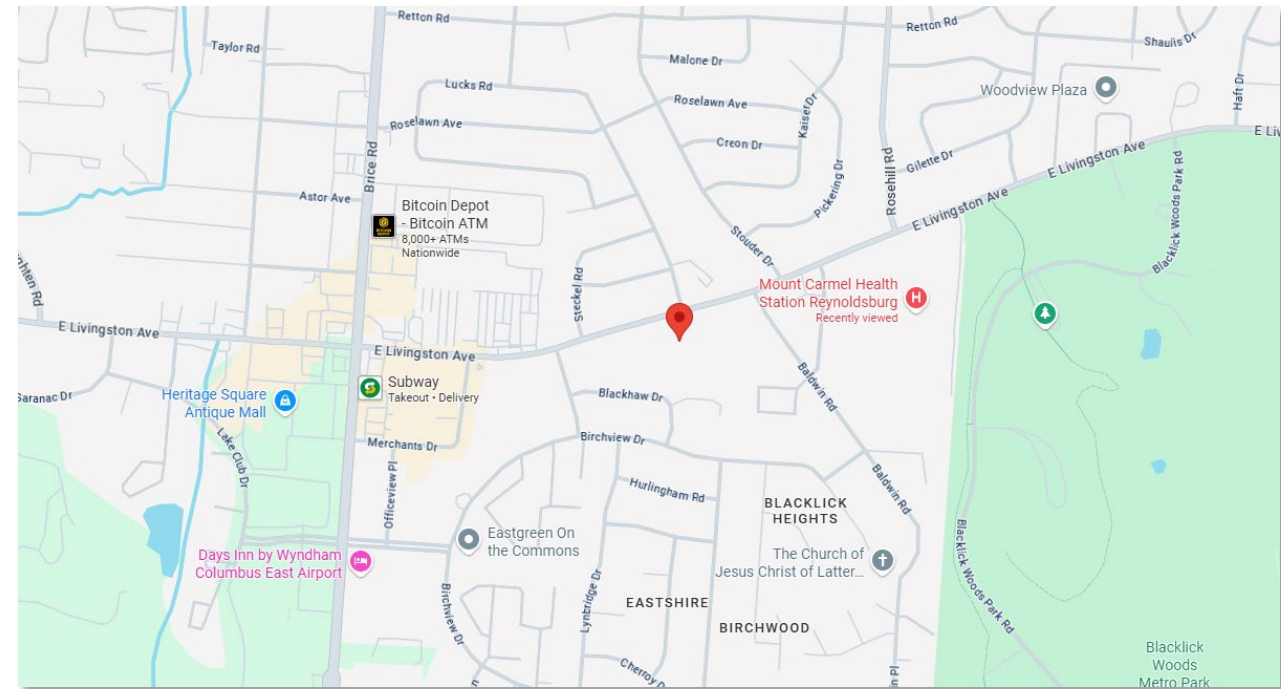 Retton Rd
Retton Rd
Taylor Rd
Shaulis Dr
Malone Dr
Lucks Rd
Woodview Plaza
Haft Dr
Roselawn Ave
Kaiser Dr
Roselawn Ave
E Liv
Creon Dr
Brice Rd
E Livingston Ave
Gilette Dr
Rosehill Rd
Pickering Dr
Astor Ave
Bitcoin Depot
- Bitcoin ATM
8,000+ ATMs
Nationwide
BITCOIN
DEPOT
E Livingston Ave
Blacklick Woods Park Rd
Stouder Dr
ghten Rd
Steckel Rd
Mount Carmel Health
Station Reynoldsburg
Recently viewed
H
E Livingston Ave
E Livingston Ave
Subway
Takeout • Delivery
Heritage Square
Antique Mall
Saranac Dr
Blackhaw Dr
Baldwin Rd
Merchants Dr
Birchview Dr
Lake Club Dr
Officeview Pl
Hurlingham Rd
Baldwin Rd
BLACKLICK
HEIGHTS
Eastgreen On
the Commons
Days Inn by Wyndham
Columbus East Airport
The Church of
Jesus Christ of Latter...
Blacklick Woods Park Rd
Lynbridge Dr
EASTSHIRE
Birchview Dr
BIRCHWOOD
Cherroy Dr
n Pl
Blacklick
Woods
Metro Park